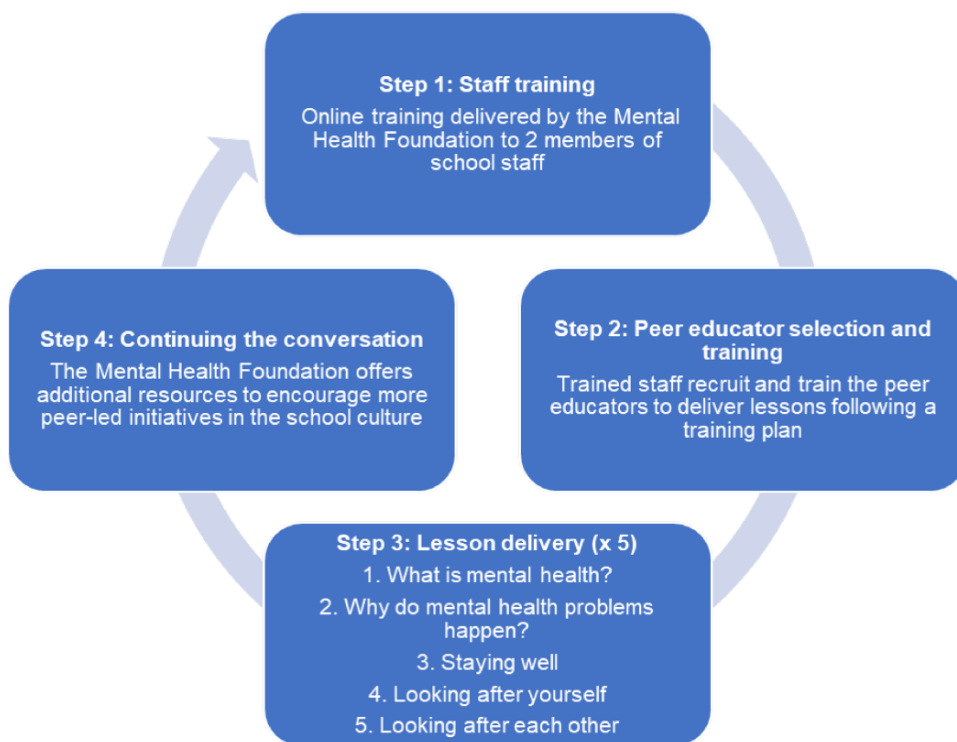 Step 1: Staff training
Online training delivered by the Mental
Health Foundation to 2 members of
school staff
Step 2: Peer educator selection and
training
Trained staff recruit and train the peer
educators to deliver lessons following a
training plan
Step 3: Lesson delivery (x 5)
1. What is mental health?
2. Why do mental health problems
happen?
3. Staying well
4. Looking after yourself
5. Looking after each other
Step 4: Continuing the conversation
The Mental Health Foundation offers
additional resources to encourage more
peer-led initiatives in the school culture